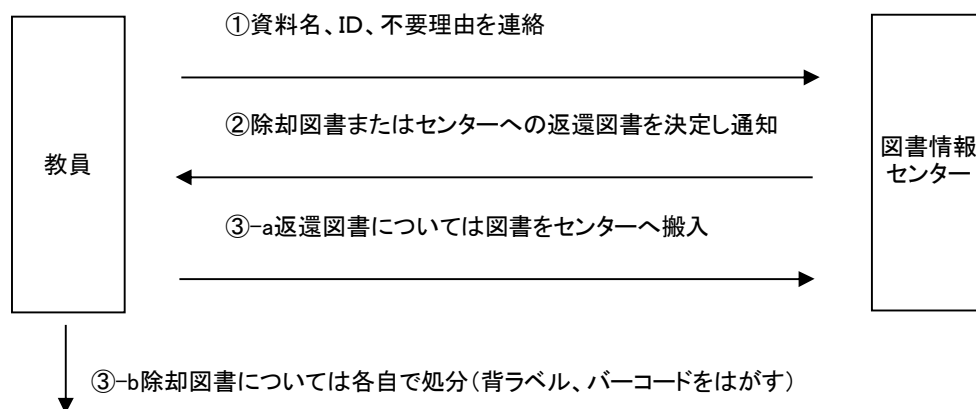 ①資料名、ID、不要理由を連絡
②除却図書またはセンターへの返還図書を決定し通知
教員
図書情報
センター
③-a返還図書については図書をセンターへ搬入
③-b除却図書については各自で処分(背ラベル、バーコードをはがす)